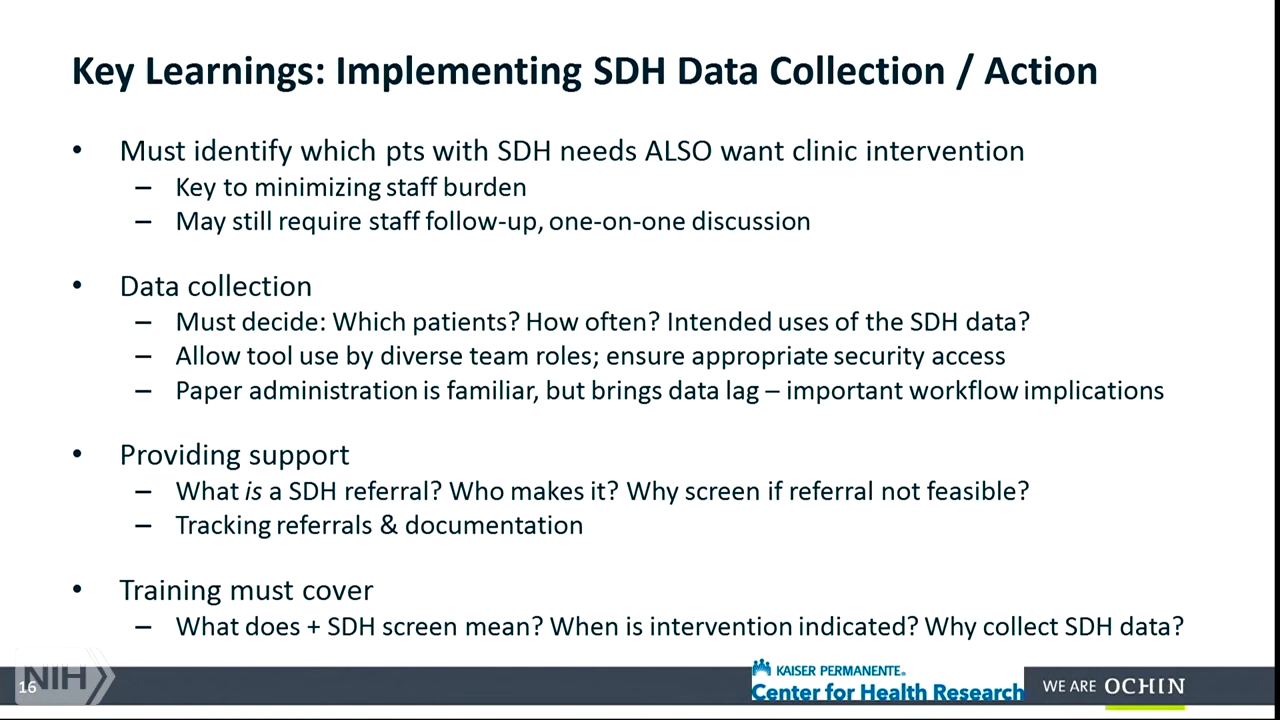 Key Learnings: Implementing SDH Data Collection / Action
• Must identify which pts with SDH needs ALSO want clinic intervention
– Key to minimizing staff burden
– May still require staff follow-up, one-on-one discussion
• Data collection
– Must decide: Which patients? How often? Intended uses of the SDH data?
– Allow tool use by diverse team roles; ensure appropriate security access
– Paper administration is familiar, but brings data lag – important workflow implications
• Providing support
– What is a SDH referral? Who makes it? Why screen if referral not feasible?
– Tracking referrals & documentation
• Training must cover
– What does + SDH screen mean? When is intervention indicated? Why collect SDH data?
NIH
16
KAISER PERMANENTE®
Center for Health Research
WE ARE OCHIN